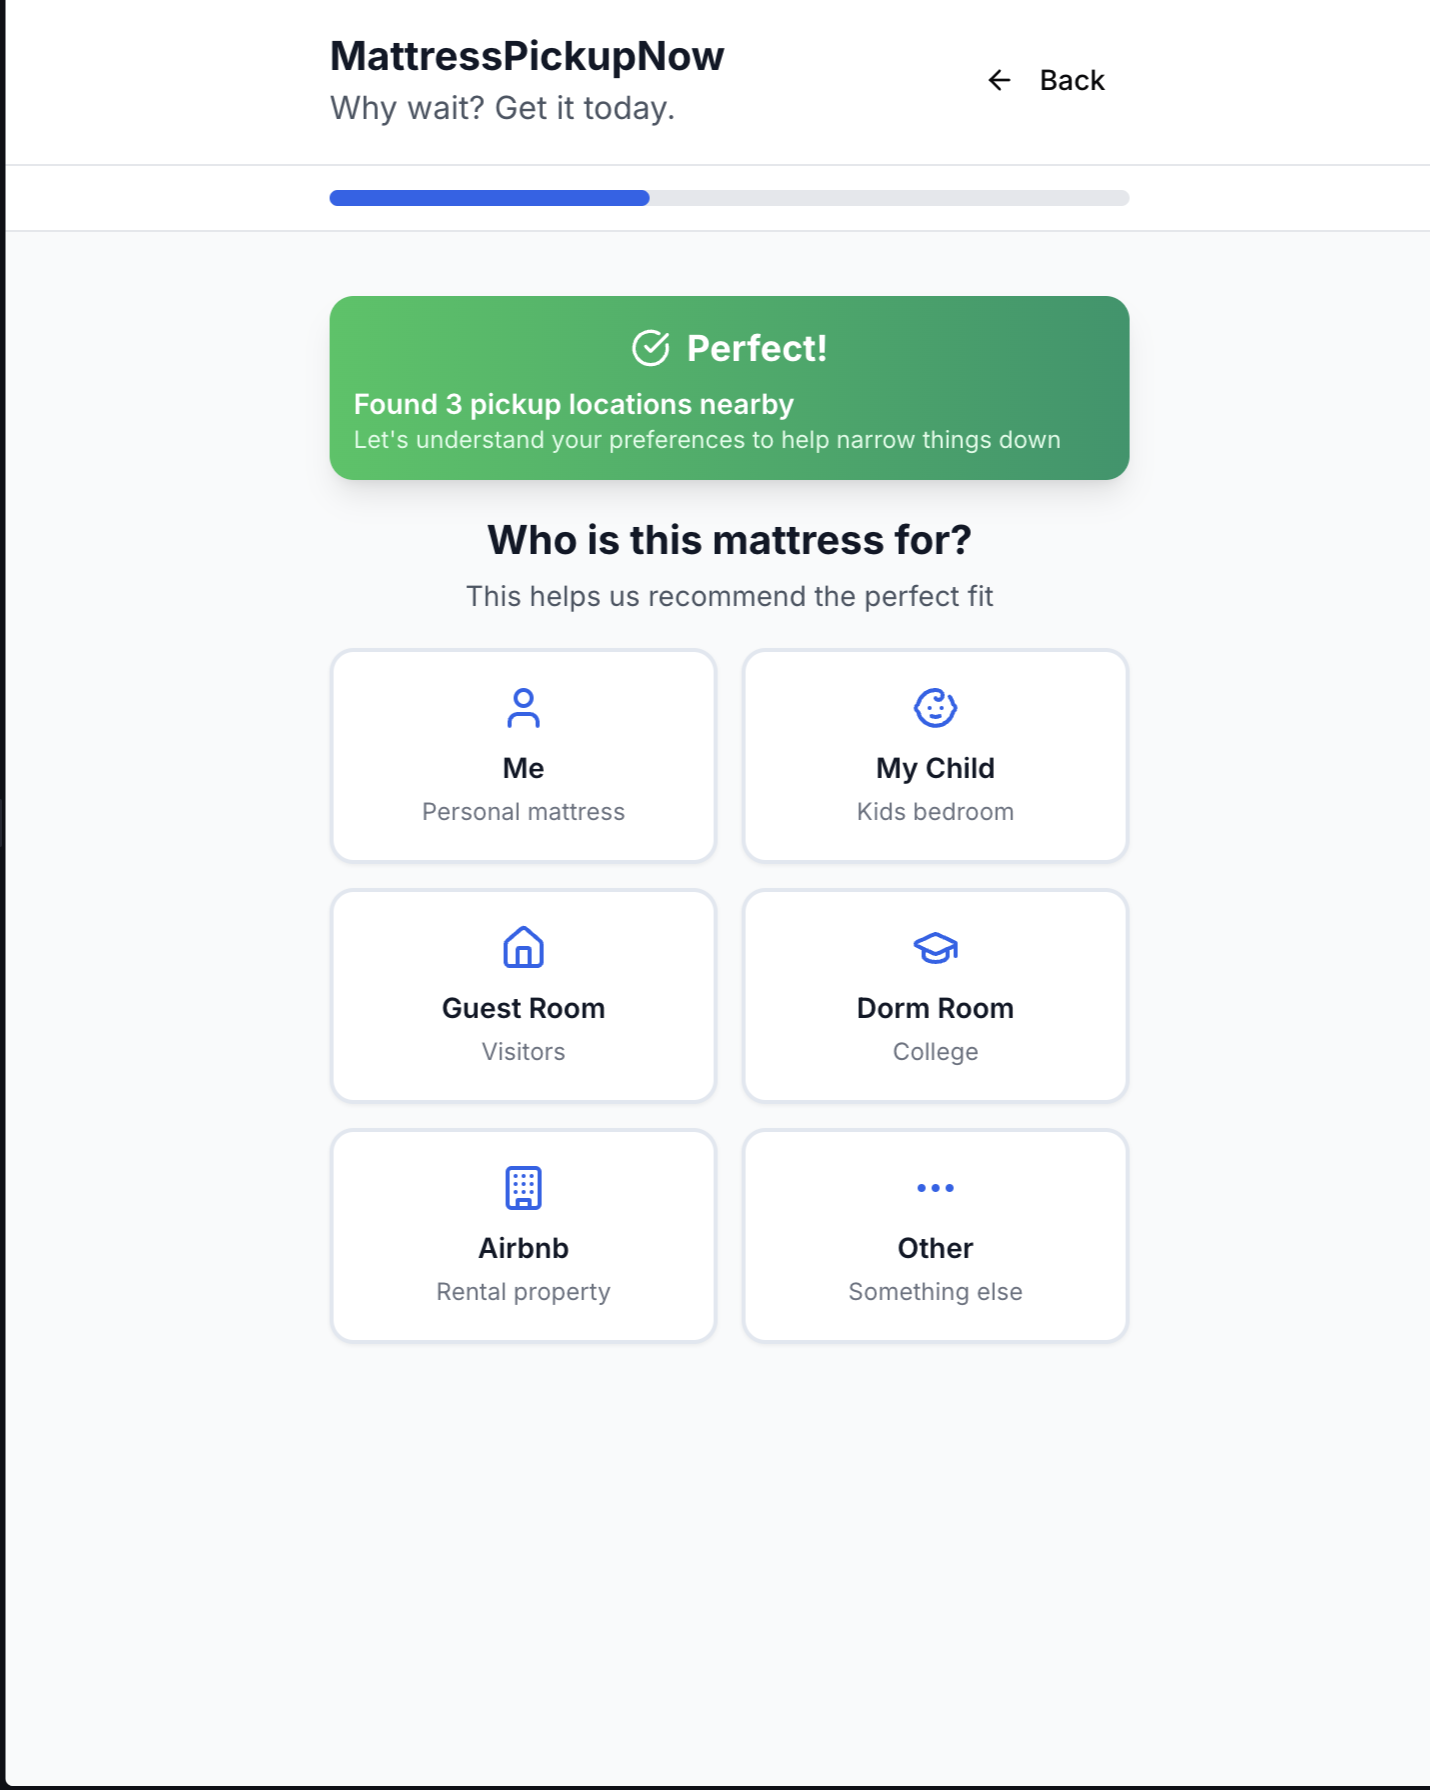 MattressPickupNow
Why wait? Get it today.
Back
Perfect!
Found 3 pickup locations nearby
Let's understand your preferences to help narrow things down
Who is this mattress for?
This helps us recommend the perfect fit
Me
Personal mattress
My Child
Kids bedroom
Guest Room
Visitors
Dorm Room
College
Airbnb
Rental property
Other
Something else